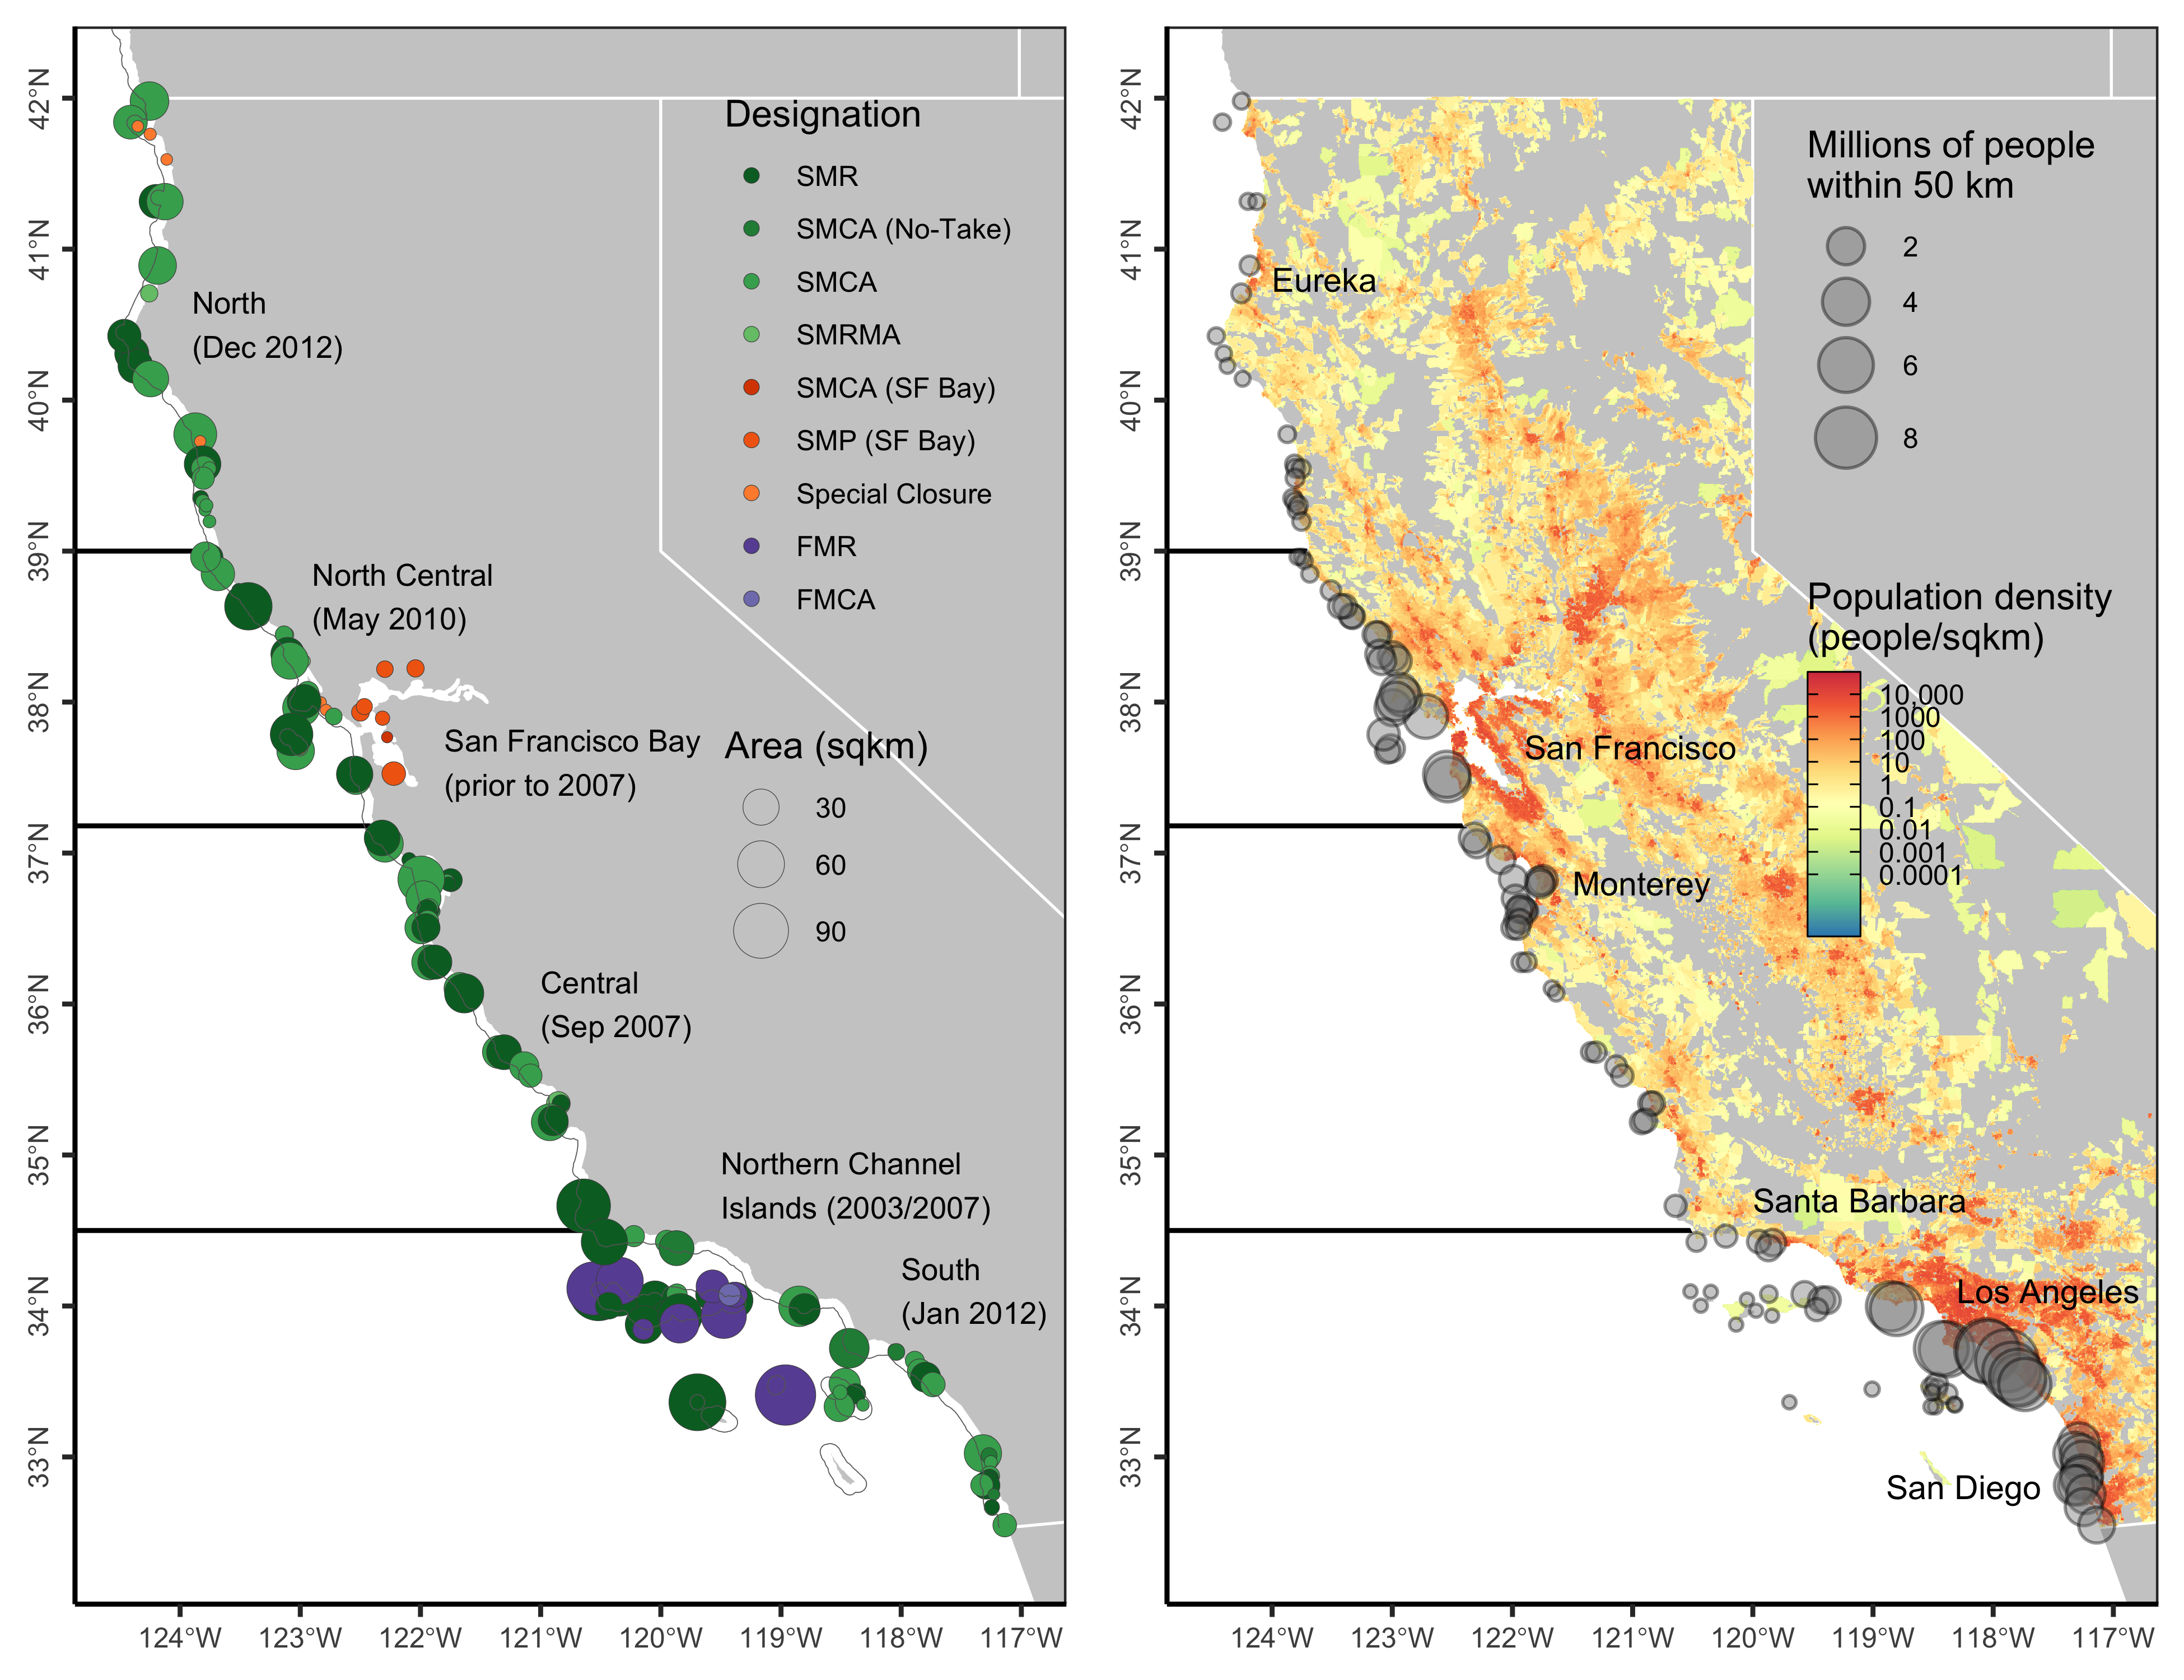 42°N
41°N
40°N
39°N
38°N
37°N
36°N
35°N
34°N
33°N
124°W
123°W
122°W
121°W
120°W
119°W
118°W
117°W
North
(Dec 2012)
North Central
(May 2010)
San Francisco Bay
(prior to 2007)
Central
(Sep 2007)
Northern Channel
Islands (2003/2007)
South
(Jan 2012)
Designation
SMR
SMCA (No-Take)
SMCA
SMRMA
SMCA (SF Bay)
SMP (SF Bay)
Special Closure
FMR
FMCA
Area (sqkm)
30
60
90
42°N
41°N
40°N
39°N
38°N
37°N
36°N
35°N
34°N
33°N
124°W
123°W
122°W
121°W
120°W
119°W
118°W
117°W
Eureka
San Francisco
Monterey
Santa Barbara
Los Angeles
San Diego
Millions of people
within 50 km
2
4
6
8
Population density
(people/sqkm)
10,000
1000
100
10
1
0.1
0.01
0.001
0.0001